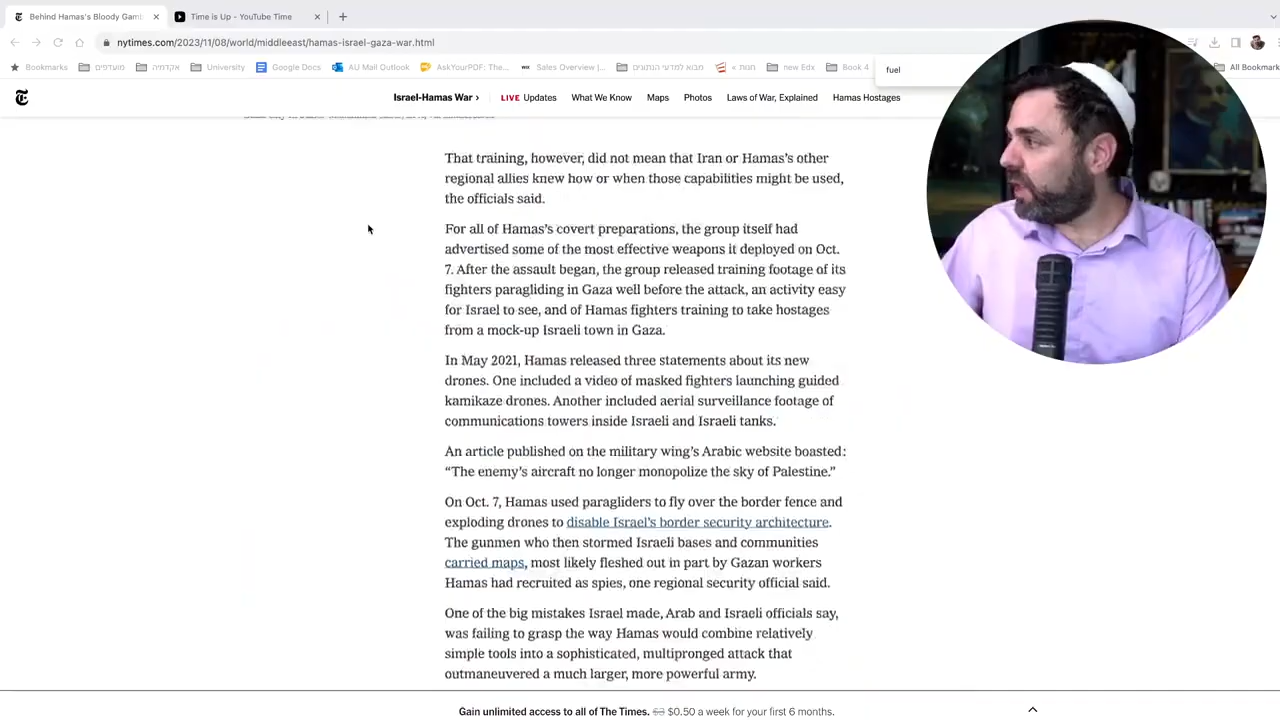 Behind Hamas's Bloody Gam
Time is Up - YouTube Time
nytimes.com/2023/11/08/world/middleeast/hamas-israel-gaza-war.html
Bookmarks
מועדפים
אקדמיה
University
Google Docs
AU Mail Outlook
AskYourPDF: The...
Sales Overview |...
מבוא למדעי הנתונים
חנות >
new Edx
Book 4
All Bookmark
fuel
Israel-Hamas War ›
LIVE Updates
What We Know
Maps
Photos
Laws of War, Explained
Hamas Hostages
That training, however, did not mean that Iran or Hamas's other
regional allies knew how or when those capabilities might be used,
the officials said.
For all of Hamas's covert preparations, the group itself had
advertised some of the most effective weapons it deployed on Oct.
7. After the assault began, the group released training footage of its
fighters paragliding in Gaza well before the attack, an activity easy
for Israel to see, and of Hamas fighters training to take hostages
from a mock-up Israeli town in Gaza.
In May 2021, Hamas released three statements about its new
drones. One included a video of masked fighters launching guided
kamikaze drones. Another included aerial surveillance footage of
communications towers inside Israeli and Israeli tanks.
An article published on the military wing's Arabic website boasted:
“The enemy's aircraft no longer monopolize the sky of Palestine.”
On Oct. 7, Hamas used paragliders to fly over the border fence and
exploding drones to disable Israel's border security architecture.
The gunmen who then stormed Israeli bases and communities
carried maps, most likely fleshed out in part by Gazan workers
Hamas had recruited as spies, one regional security official said.
One of the big mistakes Israel made, Arab and Israeli officials say,
was failing to grasp the way Hamas would combine relatively
simple tools into a sophisticated, multipronged attack that
outmaneuvered a much larger, more powerful army.
Gain unlimited access to all of The Times. $2 $0.50 a week for your first 6 months.